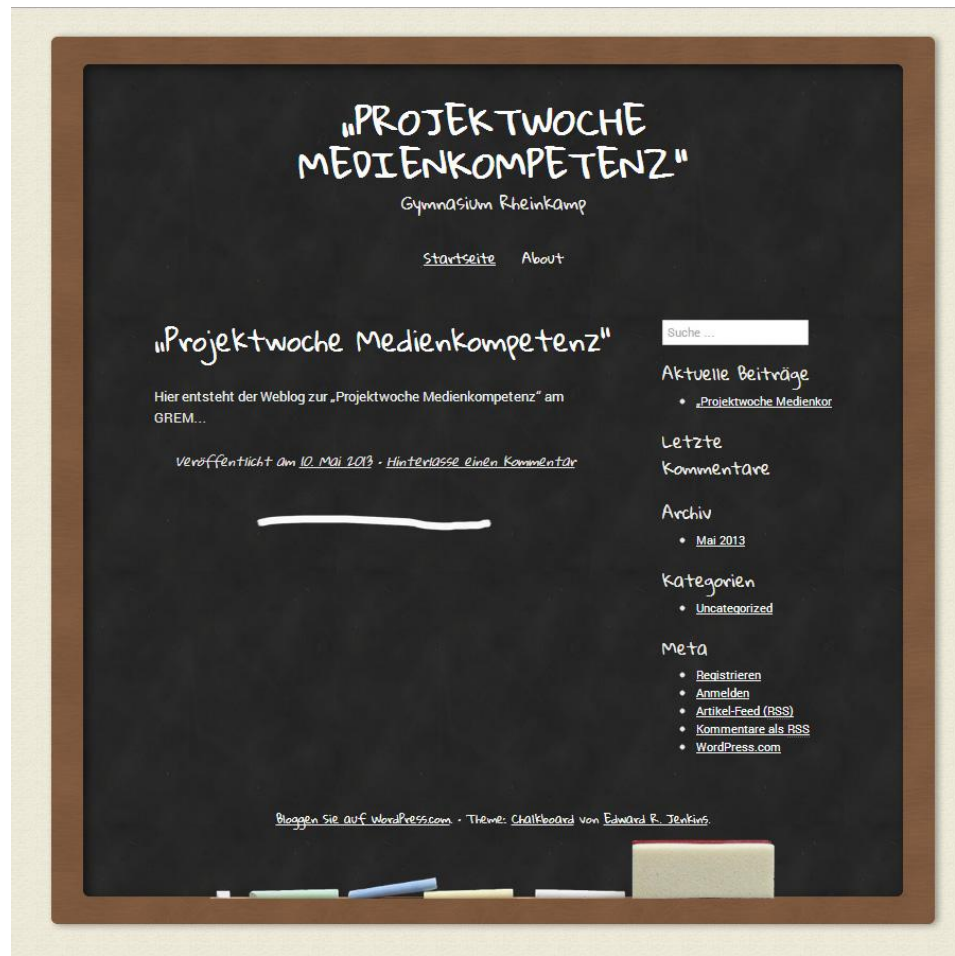 „PROJEKTWOCHE
MEDIENKOMPETENZ"
Gymnasium Rheinkamp
Startseite About
„Projektwoche Medienkompetenz"
Hier entsteht der Weblog zur „Projektwoche Medienkompetenz“ am
GREM...
Veröffentlicht am 10. Mai 2013 • Hinterlasse einen Kommentar
Suche ...
Aktuelle Beiträge
• „Projektwoche Medienkor
Letzte
Kommentare
Archiv
• Mai 2013
Kategorien
• Uncategorized
Meta
• Registrieren
• Anmelden
• Artikel-Feed (RSS)
• Kommentare als RSS
• WordPress.com
Bloggen Sie auf WordPress.com. • Theme: Chalkboard von Edward R. Jenkins.